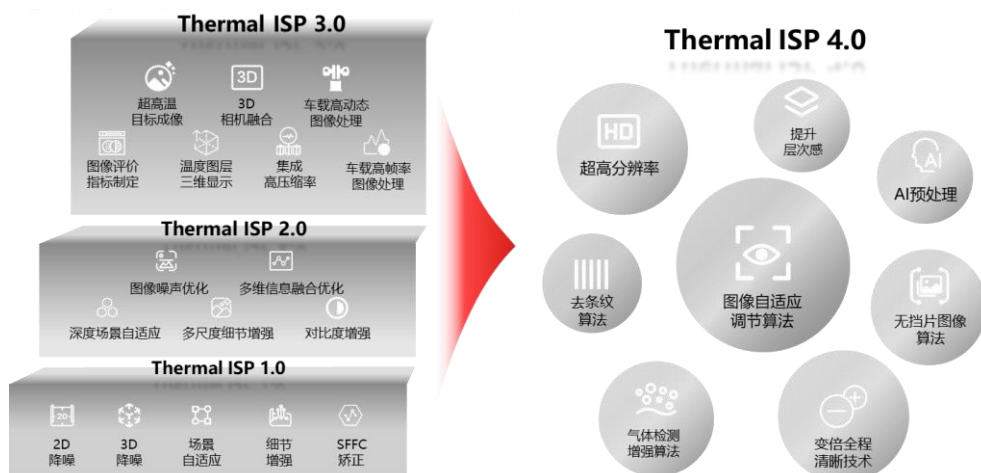 Thermal ISP 3.0
3D
超高温
目标成像
3D
相机融合
车载高动态
图像处理
图像评价
指标制定
温度图层
三维显示
集成
高压缩率
车载高帧率
图像处理
Thermal ISP 2.0
图像噪声优化
多维信息融合优化
深度场景自适应
多尺度细节增强
对比度增强
Thermal ISP 1.0
2D
2D
降噪
3D
降噪
场景
自适应
细节
增强
SFFC
矫正
Thermal ISP 4.0
HD
超高分辨率
提升
层次感
AI
AI预处理
去条纹
算法
图像自适应
调节算法
无挡片图像
算法
气体检测
增强算法
变倍全程
清晰技术